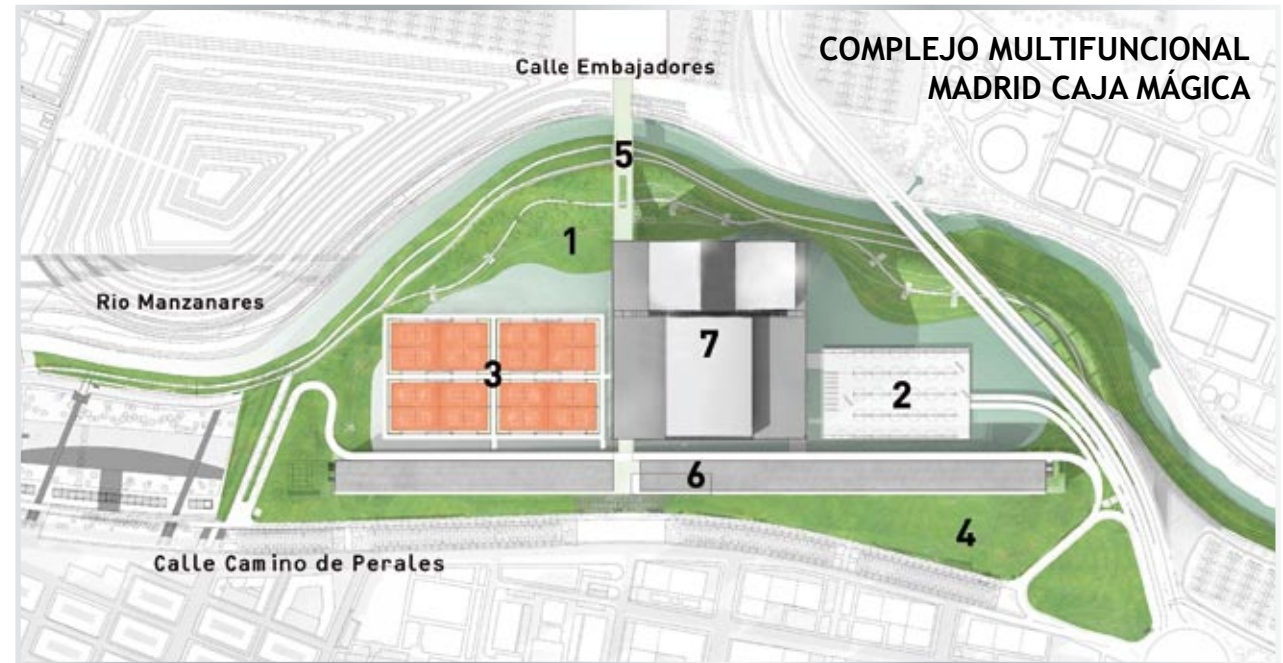 COMPLEJO MULTIFUNCIONAL
MADRID CAJA MÁGICA
Calle Embajadores
5
1
Rio Manzanares
7
3
2
6
4
Calle Camino de Perales